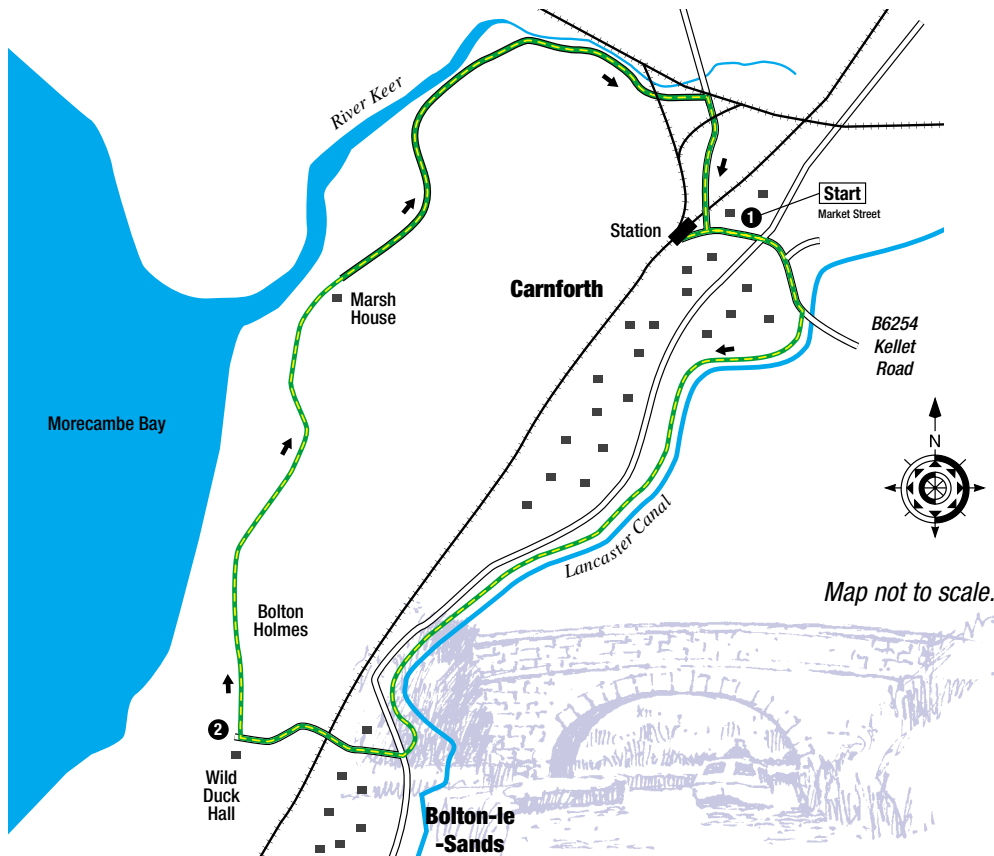 River Keer
Start
1
Market Street
Station
Carnforth
Marsh
House
B6254
Kellet
Road
Morecambe Bay
N
Lancaster Canal
Map not to scale.
Bolton
Holmes
2
Wild
Duck
Hall
Bolton-le
-Sands